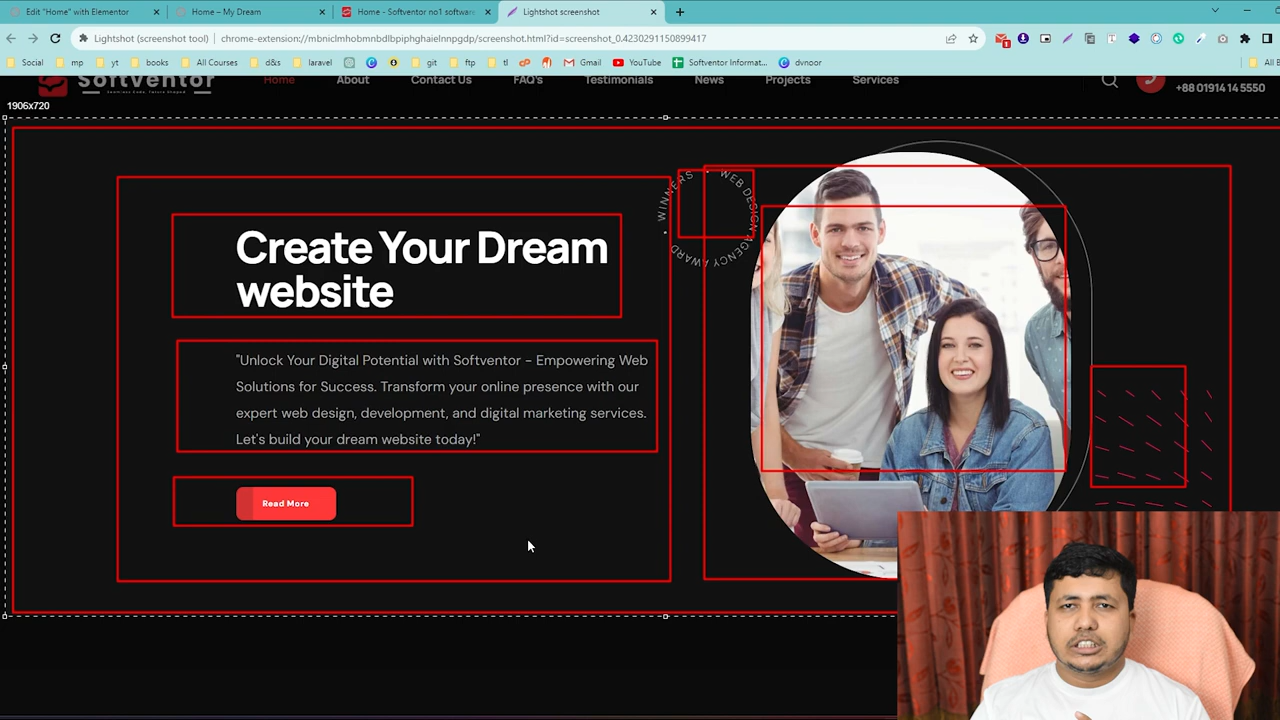 Edit "Home" with Elementor
Home – My Dream
Home - Softventor no1 software
Lightshot screenshot
Lightshot (screenshot tool)
chrome-extension://mbniclmhobmnbdlbpiphghaielnnpgdp/screenshot.html?id=screenshot_0.4230291150899417
Social
mp
yt
books
All Courses
d&s
laravel
git
ftp
tl
Gmail
YouTube
Softventor Informat...
dvnoor
All
1906x720
Softventor
Home
About
Contact Us
FAQ's
Testimonials
News
Projects
Services
+88 01914 14 5550
WINNERS • WEB DESIGN AGENCY AWARD •
Create Your Dream
website
"Unlock Your Digital Potential with Softventor - Empowering Web
Solutions for Success. Transform your online presence with our
expert web design, development, and digital marketing services.
Let's build your dream website today!"
Read More